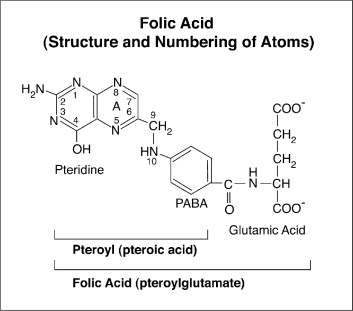 Folic Acid
(Structure and Numbering of Atoms)
H₂N
N
1
2
N
3
4
OH
N
8
A
7
6
N
5
9
CH₂
HN
10
Pteridine
PABA
C
O
H
N
CH
COO⁻
CH₂
CH₂
COO⁻
Glutamic Acid
Pteroyl (pteroic acid)
Folic Acid (pteroylglutamate)